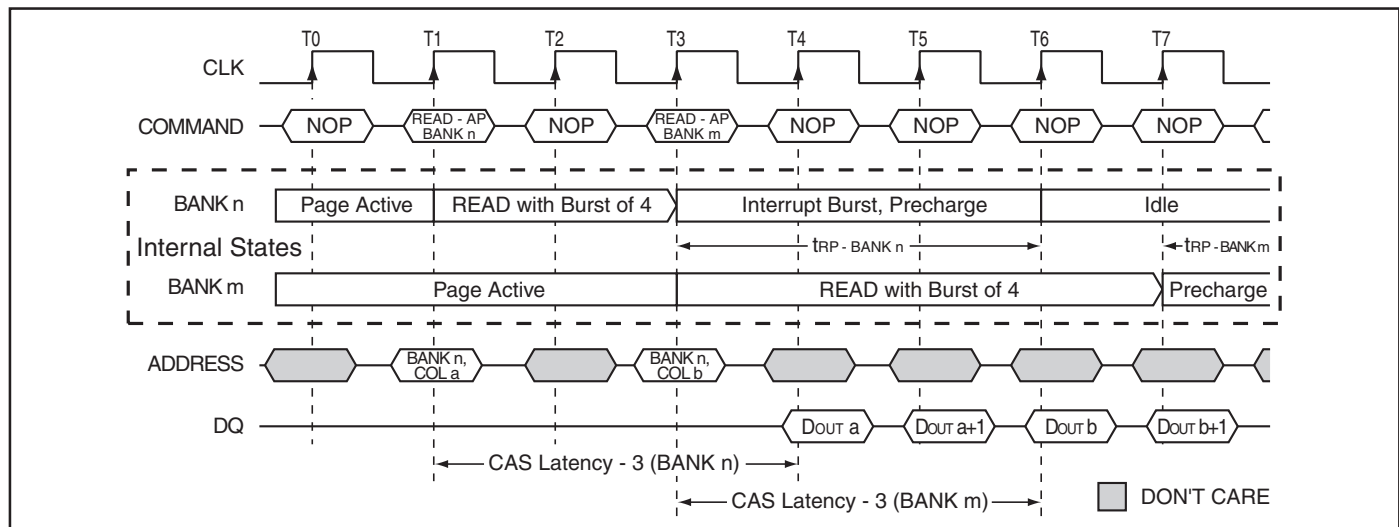 T0 T1 T2 T3 T4 T5 T6 T7
CLK
COMMAND NOP READ - AP BANK n NOP READ - AP BANK m NOP NOP NOP NOP
BANK n Page Active READ with Burst of 4 Interrupt Burst, Precharge Idle
Internal States tRP - BANK n tRP - BANK m
BANK m Page Active READ with Burst of 4 Precharge
ADDRESS BANK n, COL a BANK n, COL b
DQ DOUT a DOUT a+1 DOUT b DOUT b+1
CAS Latency - 3 (BANK n)
CAS Latency - 3 (BANK m) DON'T CARE